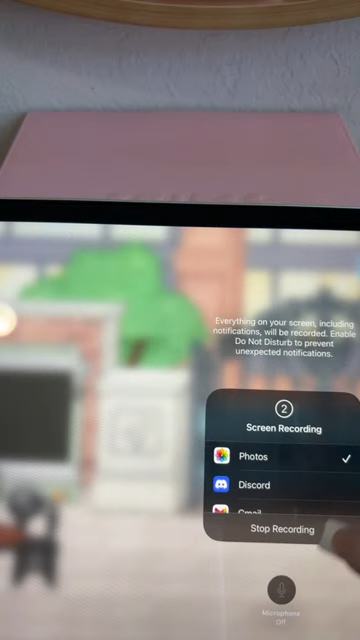 Everything on your screen, including
notifications, will be recorded. Enable
Do Not Disturb to prevent
unexpected notifications.
2
Screen Recording
Photos
Discord
Gmail
Stop Recording
Microphone
Off